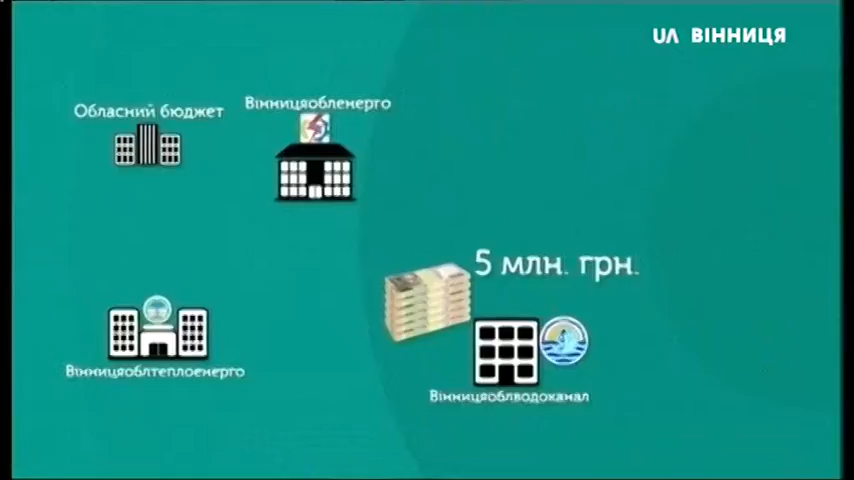 UA ВІННИЦЯ
Обласний бюджет
Вінницяобленерго
5 млн. грн.
Вінницяоблтеплоенерго
Вінницяоблводоканал